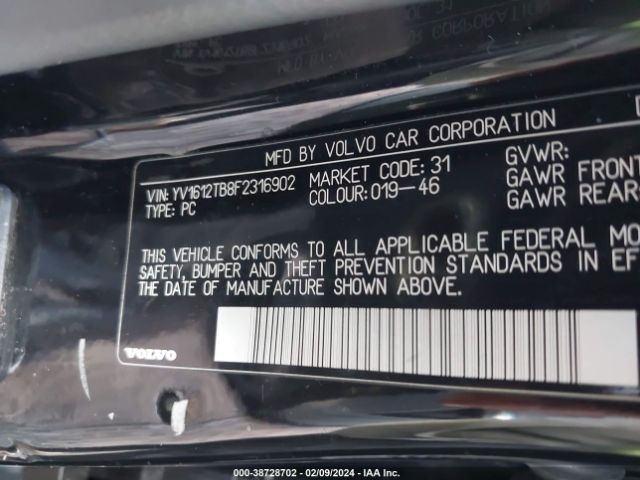 MFD BY VOLVO CAR CORPORATION
VIN: YV1612TB8F2316902 MARKET CODE: 31 GVWR:
TYPE: PC COLOUR: 019-46 GAWR FRONT
GAWR REAR
THIS VEHICLE CONFORMS TO ALL APPLICABLE FEDERAL MO
SAFETY, BUMPER AND THEFT PREVENTION STANDARDS IN EF
THE DATE OF MANUFACTURE SHOWN ABOVE.
VOLVO
000-38728702 - 02/09/2024 - IAA Inc.